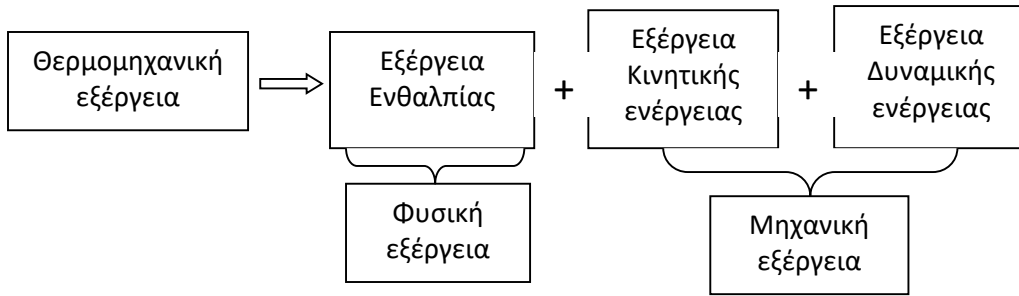 Θερμομηχανική
εξέργεια
Εξέργεια
Ενθαλπίας
+
Εξέργεια
Κινητικής
ενέργειας
+
Εξέργεια
Δυναμικής
ενέργειας
Φυσική
εξέργεια
Μηχανική
εξέργεια